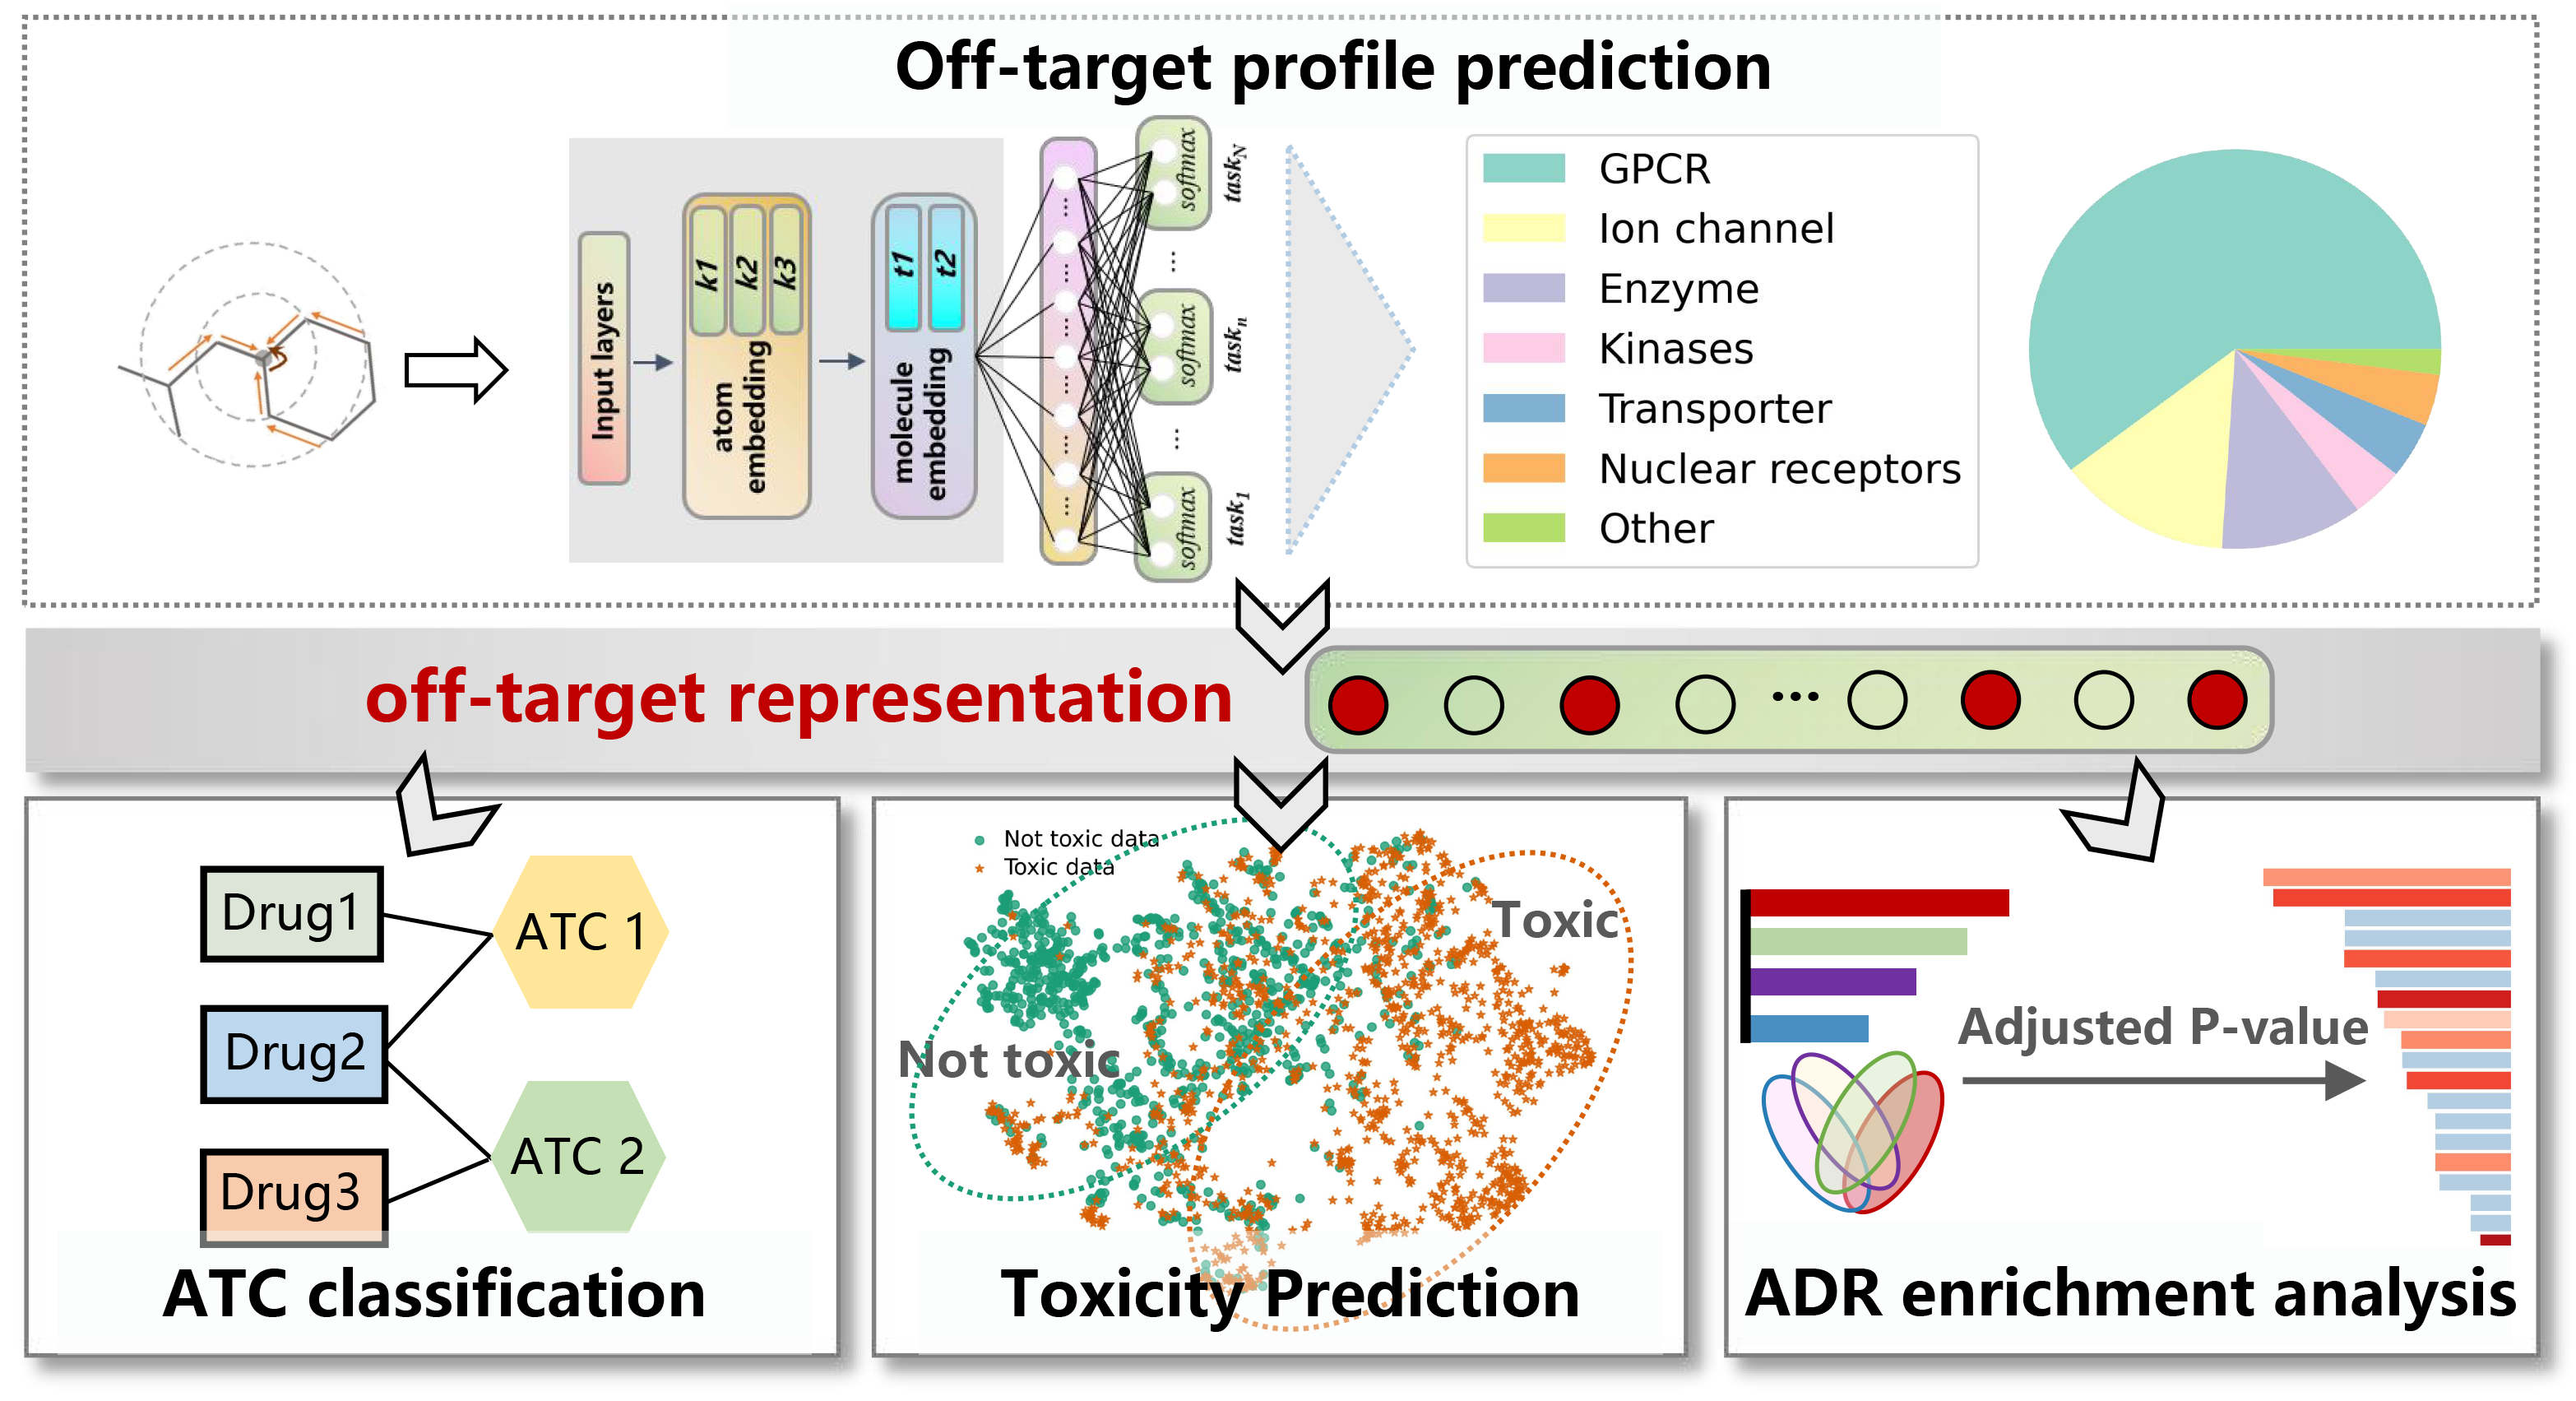 Off-target profile prediction
Input layers
k1
k2
k3
atom
embedding
t1
t2
molecule
embedding
...
...
...
...
...
...
...
softmax
task_N
...
softmax
task_n
...
softmax
task_1
GPCR
Ion channel
Enzyme
Kinases
Transporter
Nuclear receptors
Other
off-target representation
...
Drug1
Drug2
Drug3
ATC 1
ATC 2
ATC classification
Not toxic data
Toxic data
Toxic
Not toxic
Toxicity Prediction
Adjusted P-value
ADR enrichment analysis